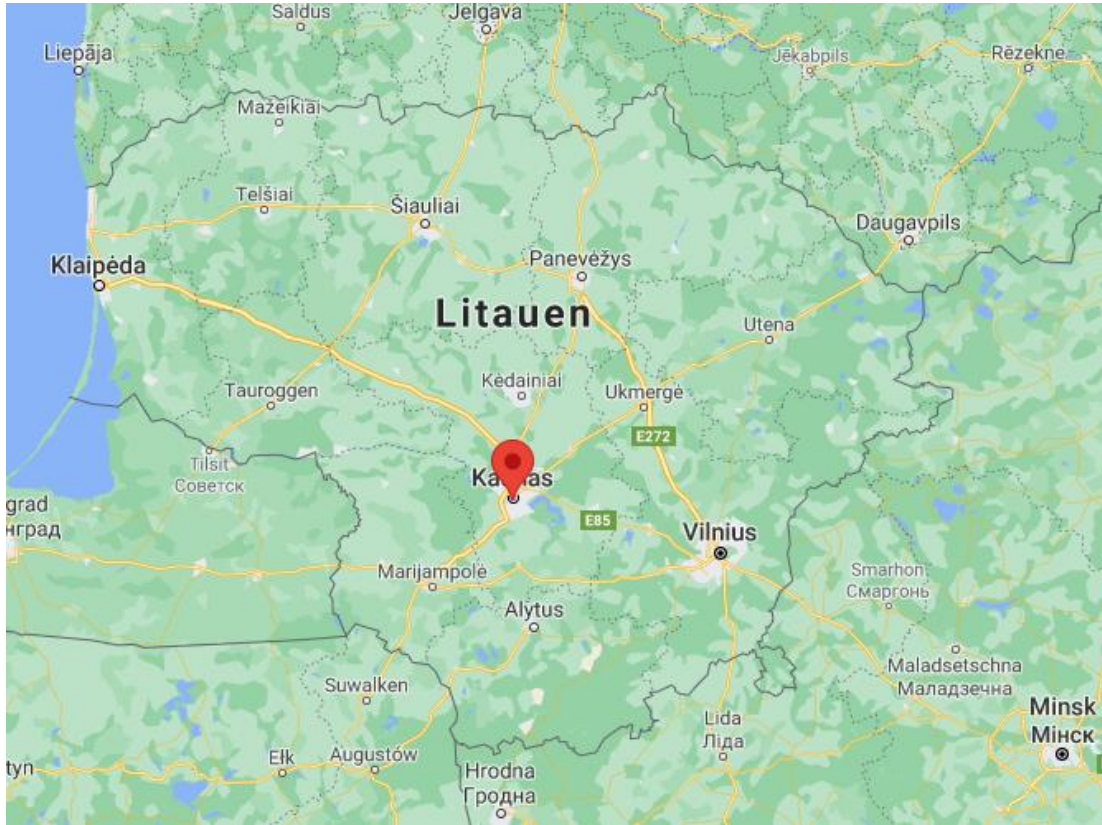 Saldus
Jelgava
Liepāja
Jēkabpils
Rēzekne
Mažeikiai
Telšiai
Šiauliai
Daugavpils
Klaipėda
Panevėžys
Litauen
Utena
Tauroggen
Kėdainiai
Ukmergė
E272
Tilsit
Советск
grad
нград
E85
Vilnius
Marijampolė
Smarhon
Смаргонь
Alytus
Maladsetschna
Маладзечна
Suwalken
Minsk
Мінск
Lida
Ліда
Ełk
Augustów
tyn
Hrodna
Гродна